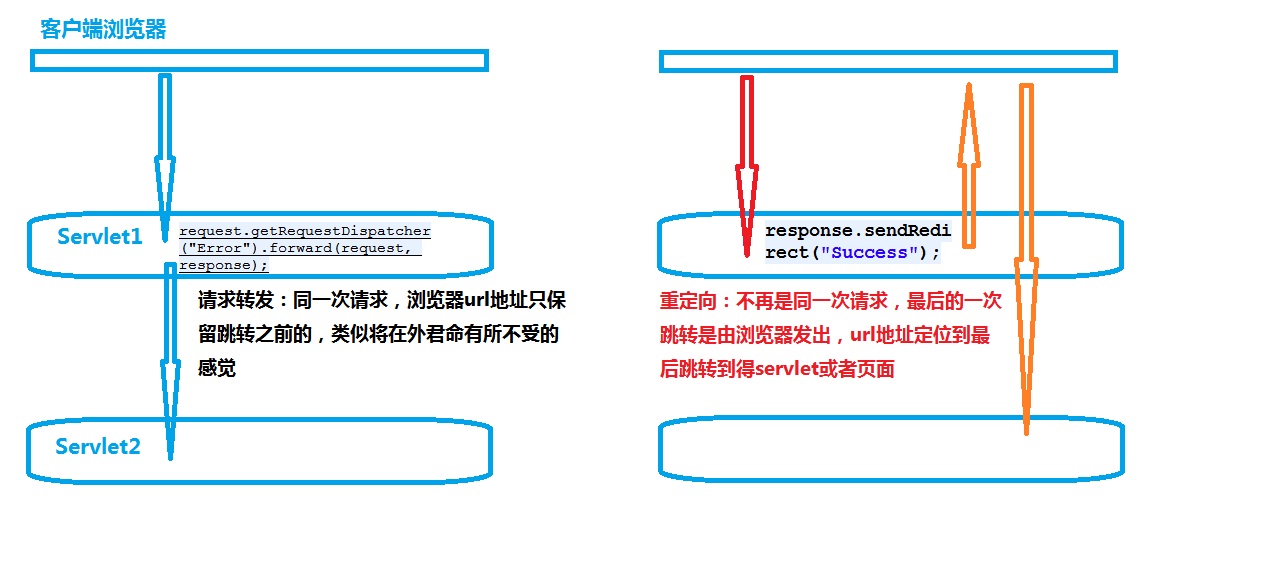 客户端浏览器
Servlet1
request.getRequestDispatcher
("Error").forward(request,
response);
请求转发：同一次请求，浏览器url地址只保
留跳转之前的，类似将在外君命有所不受的
感觉
Servlet2
response.sendRedi
rect("Success");
重定向：不再是同一次请求，最后的一次
跳转是由浏览器发出，url地址定位到最
后跳转到得servlet或者页面